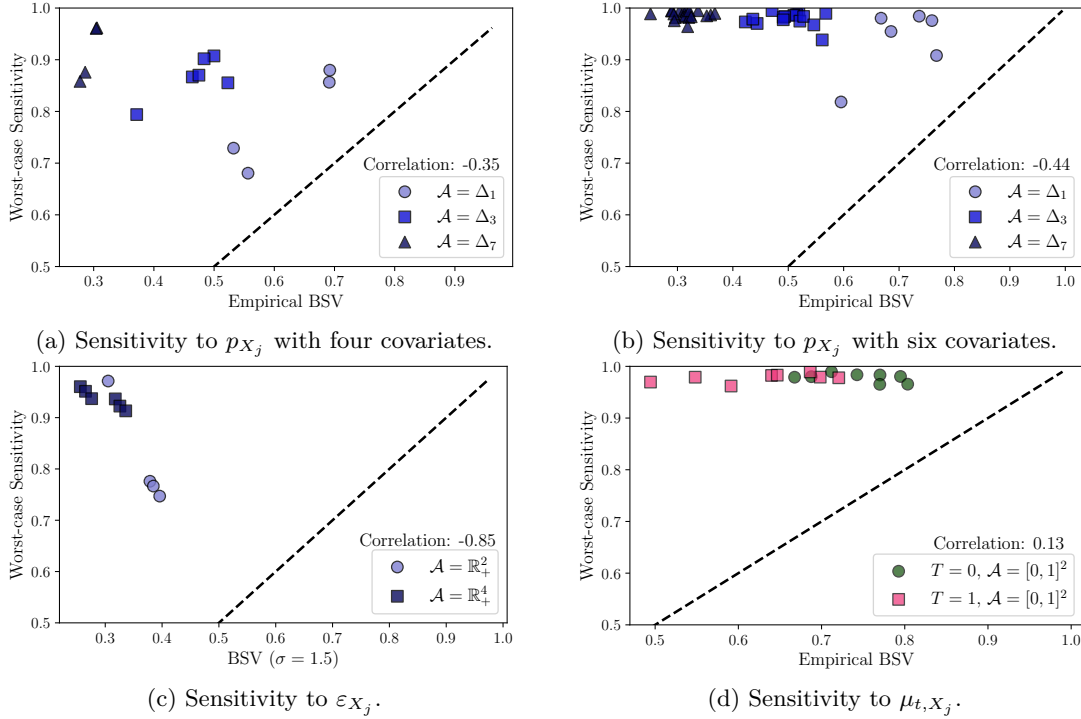 1.0
0.9
0.8
0.7
0.6
0.5
Worst-case Sensitivity
Correlation: -0.35
𝒜 = Δ₁
𝒜 = Δ₃
𝒜 = Δ₇
0.3 0.4 0.5 0.6 0.7 0.8 0.9
Empirical BSV
(a) Sensitivity to p_{X_j} with four covariates.
1.0
0.9
0.8
0.7
0.6
0.5
Worst-case Sensitivity
Correlation: -0.44
𝒜 = Δ₁
𝒜 = Δ₃
𝒜 = Δ₇
0.3 0.4 0.5 0.6 0.7 0.8 0.9 1.0
Empirical BSV
(b) Sensitivity to p_{X_j} with six covariates.
1.0
0.9
0.8
0.7
0.6
0.5
Worst-case Sensitivity
Correlation: -0.85
𝒜 = ℝ²₊
𝒜 = ℝ⁴₊
0.3 0.4 0.5 0.6 0.7 0.8 0.9 1.0
BSV (σ = 1.5)
(c) Sensitivity to ε_{X_j}.
1.0
0.9
0.8
0.7
0.6
0.5
Worst-case Sensitivity
Correlation: 0.13
T = 0, 𝒜 = [0, 1]²
T = 1, 𝒜 = [0, 1]²
0.5 0.6 0.7 0.8 0.9 1.0
Empirical BSV
(d) Sensitivity to μ_{t,X_j}.